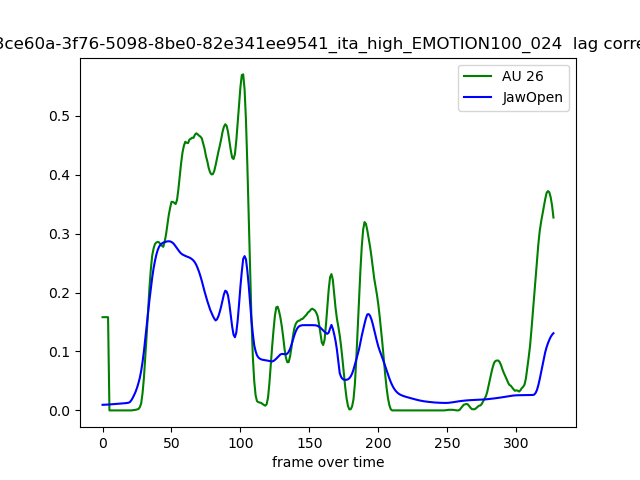 3ce60a-3f76-5098-8be0-82e341ee9541_ita_high_EMOTION100_024 lag corre
AU 26
JawOpen
0.5
0.4
0.3
0.2
0.1
0.0
0 50 100 150 200 250 300
frame over time